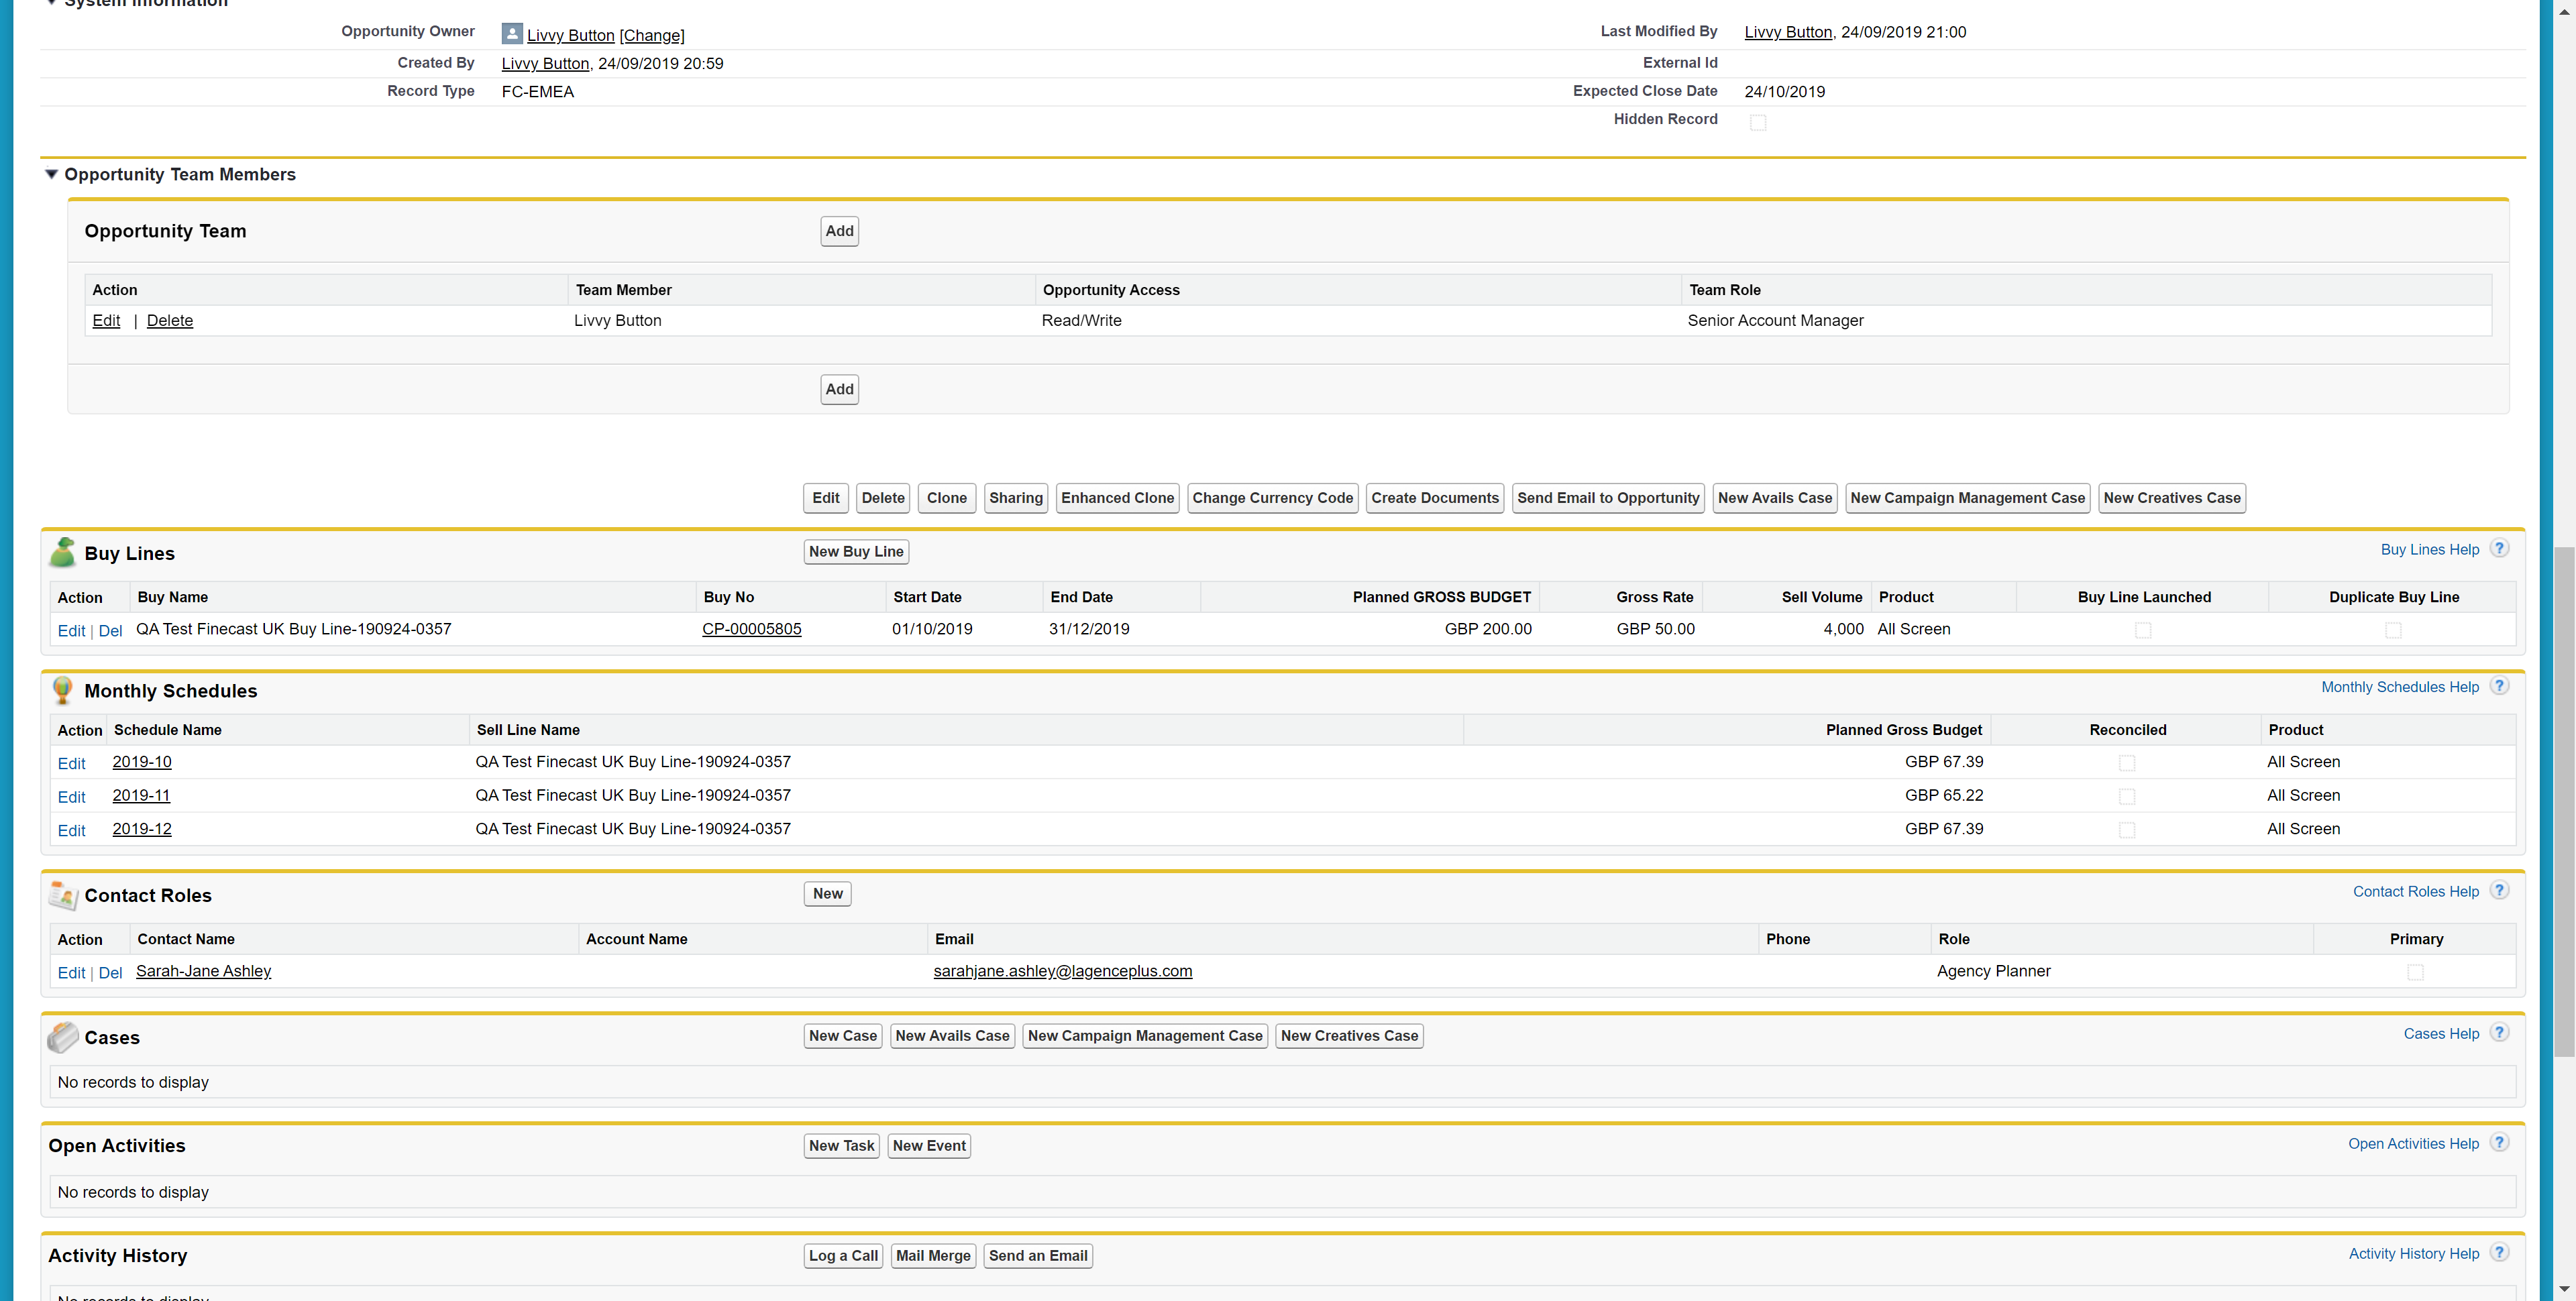 System Information
Opportunity Owner Livvy Button [Change] Last Modified By Livvy Button, 24/09/2019 21:00
Created By Livvy Button, 24/09/2019 20:59 External Id
Record Type FC-EMEA Expected Close Date 24/10/2019
Hidden Record
Opportunity Team Members
Opportunity Team Add
Action Team Member Opportunity Access Team Role
Edit | Delete Livvy Button Read/Write Senior Account Manager
Add
Edit Delete Clone Sharing Enhanced Clone Change Currency Code Create Documents Send Email to Opportunity New Avails Case New Campaign Management Case New Creatives Case
Buy Lines New Buy Line Buy Lines Help ?
Action Buy Name Buy No Start Date End Date Planned GROSS BUDGET Gross Rate Sell Volume Product Buy Line Launched Duplicate Buy Line
Edit | Del QA Test Finecast UK Buy Line-190924-0357 CP-00005805 01/10/2019 31/12/2019 GBP 200.00 GBP 50.00 4,000 All Screen
Monthly Schedules Monthly Schedules Help ?
Action Schedule Name Sell Line Name Planned Gross Budget Reconciled Product
Edit 2019-10 QA Test Finecast UK Buy Line-190924-0357 GBP 67.39 All Screen
Edit 2019-11 QA Test Finecast UK Buy Line-190924-0357 GBP 65.22 All Screen
Edit 2019-12 QA Test Finecast UK Buy Line-190924-0357 GBP 67.39 All Screen
Contact Roles New Contact Roles Help ?
Action Contact Name Account Name Email Phone Role Primary
Edit | Del Sarah-Jane Ashley sarahjane.ashley@lagenceplus.com Agency Planner
Cases New Case New Avails Case New Campaign Management Case New Creatives Case Cases Help ?
No records to display
Open Activities New Task New Event Open Activities Help ?
No records to display
Activity History Log a Call Mail Merge Send an Email Activity History Help ?
No records to display